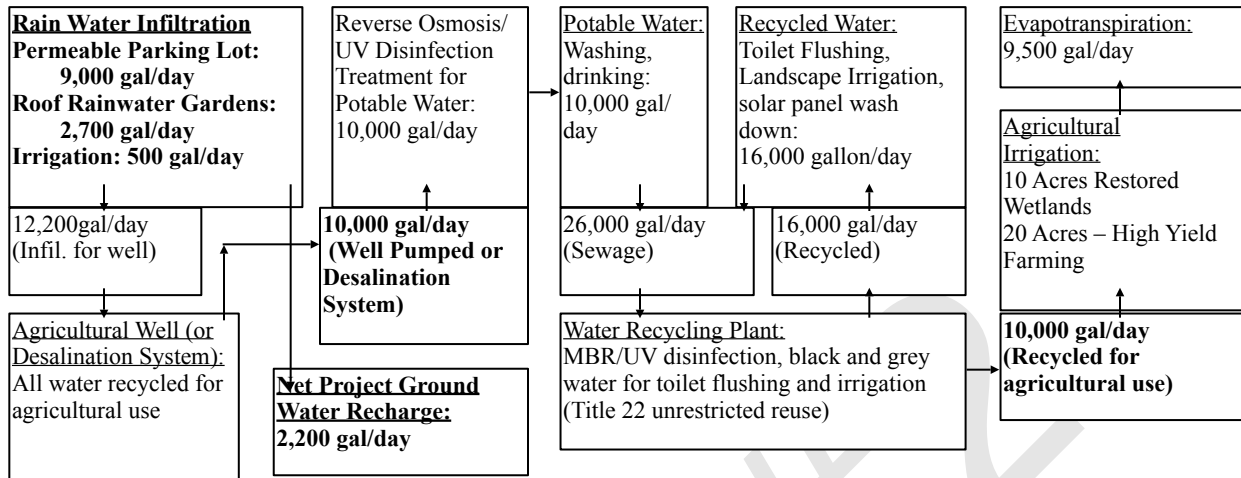 Rain Water Infiltration
Permeable Parking Lot:
9,000 gal/day
Roof Rainwater Gardens:
2,700 gal/day
Irrigation: 500 gal/day
12,200gal/day
(Infil. for well)
Agricultural Well (or
Desalination System):
All water recycled for
agricultural use
Reverse Osmosis/
UV Disinfection
Treatment for
Potable Water:
10,000 gal/day
10,000 gal/day
(Well Pumped or
Desalination
System)
Net Project Ground
Water Recharge:
2,200 gal/day
Potable Water:
Washing,
drinking:
10,000 gal/
day
Recycled Water:
Toilet Flushing,
Landscape Irrigation,
solar panel wash
down:
16,000 gallon/day
26,000 gal/day
(Sewage)
16,000 gal/day
(Recycled)
Water Recycling Plant:
MBR/UV disinfection, black and grey
water for toilet flushing and irrigation
(Title 22 unrestricted reuse)
Evapotranspiration:
9,500 gal/day
Agricultural
Irrigation:
10 Acres Restored
Wetlands
20 Acres – High Yield
Farming
10,000 gal/day
(Recycled for
agricultural use)